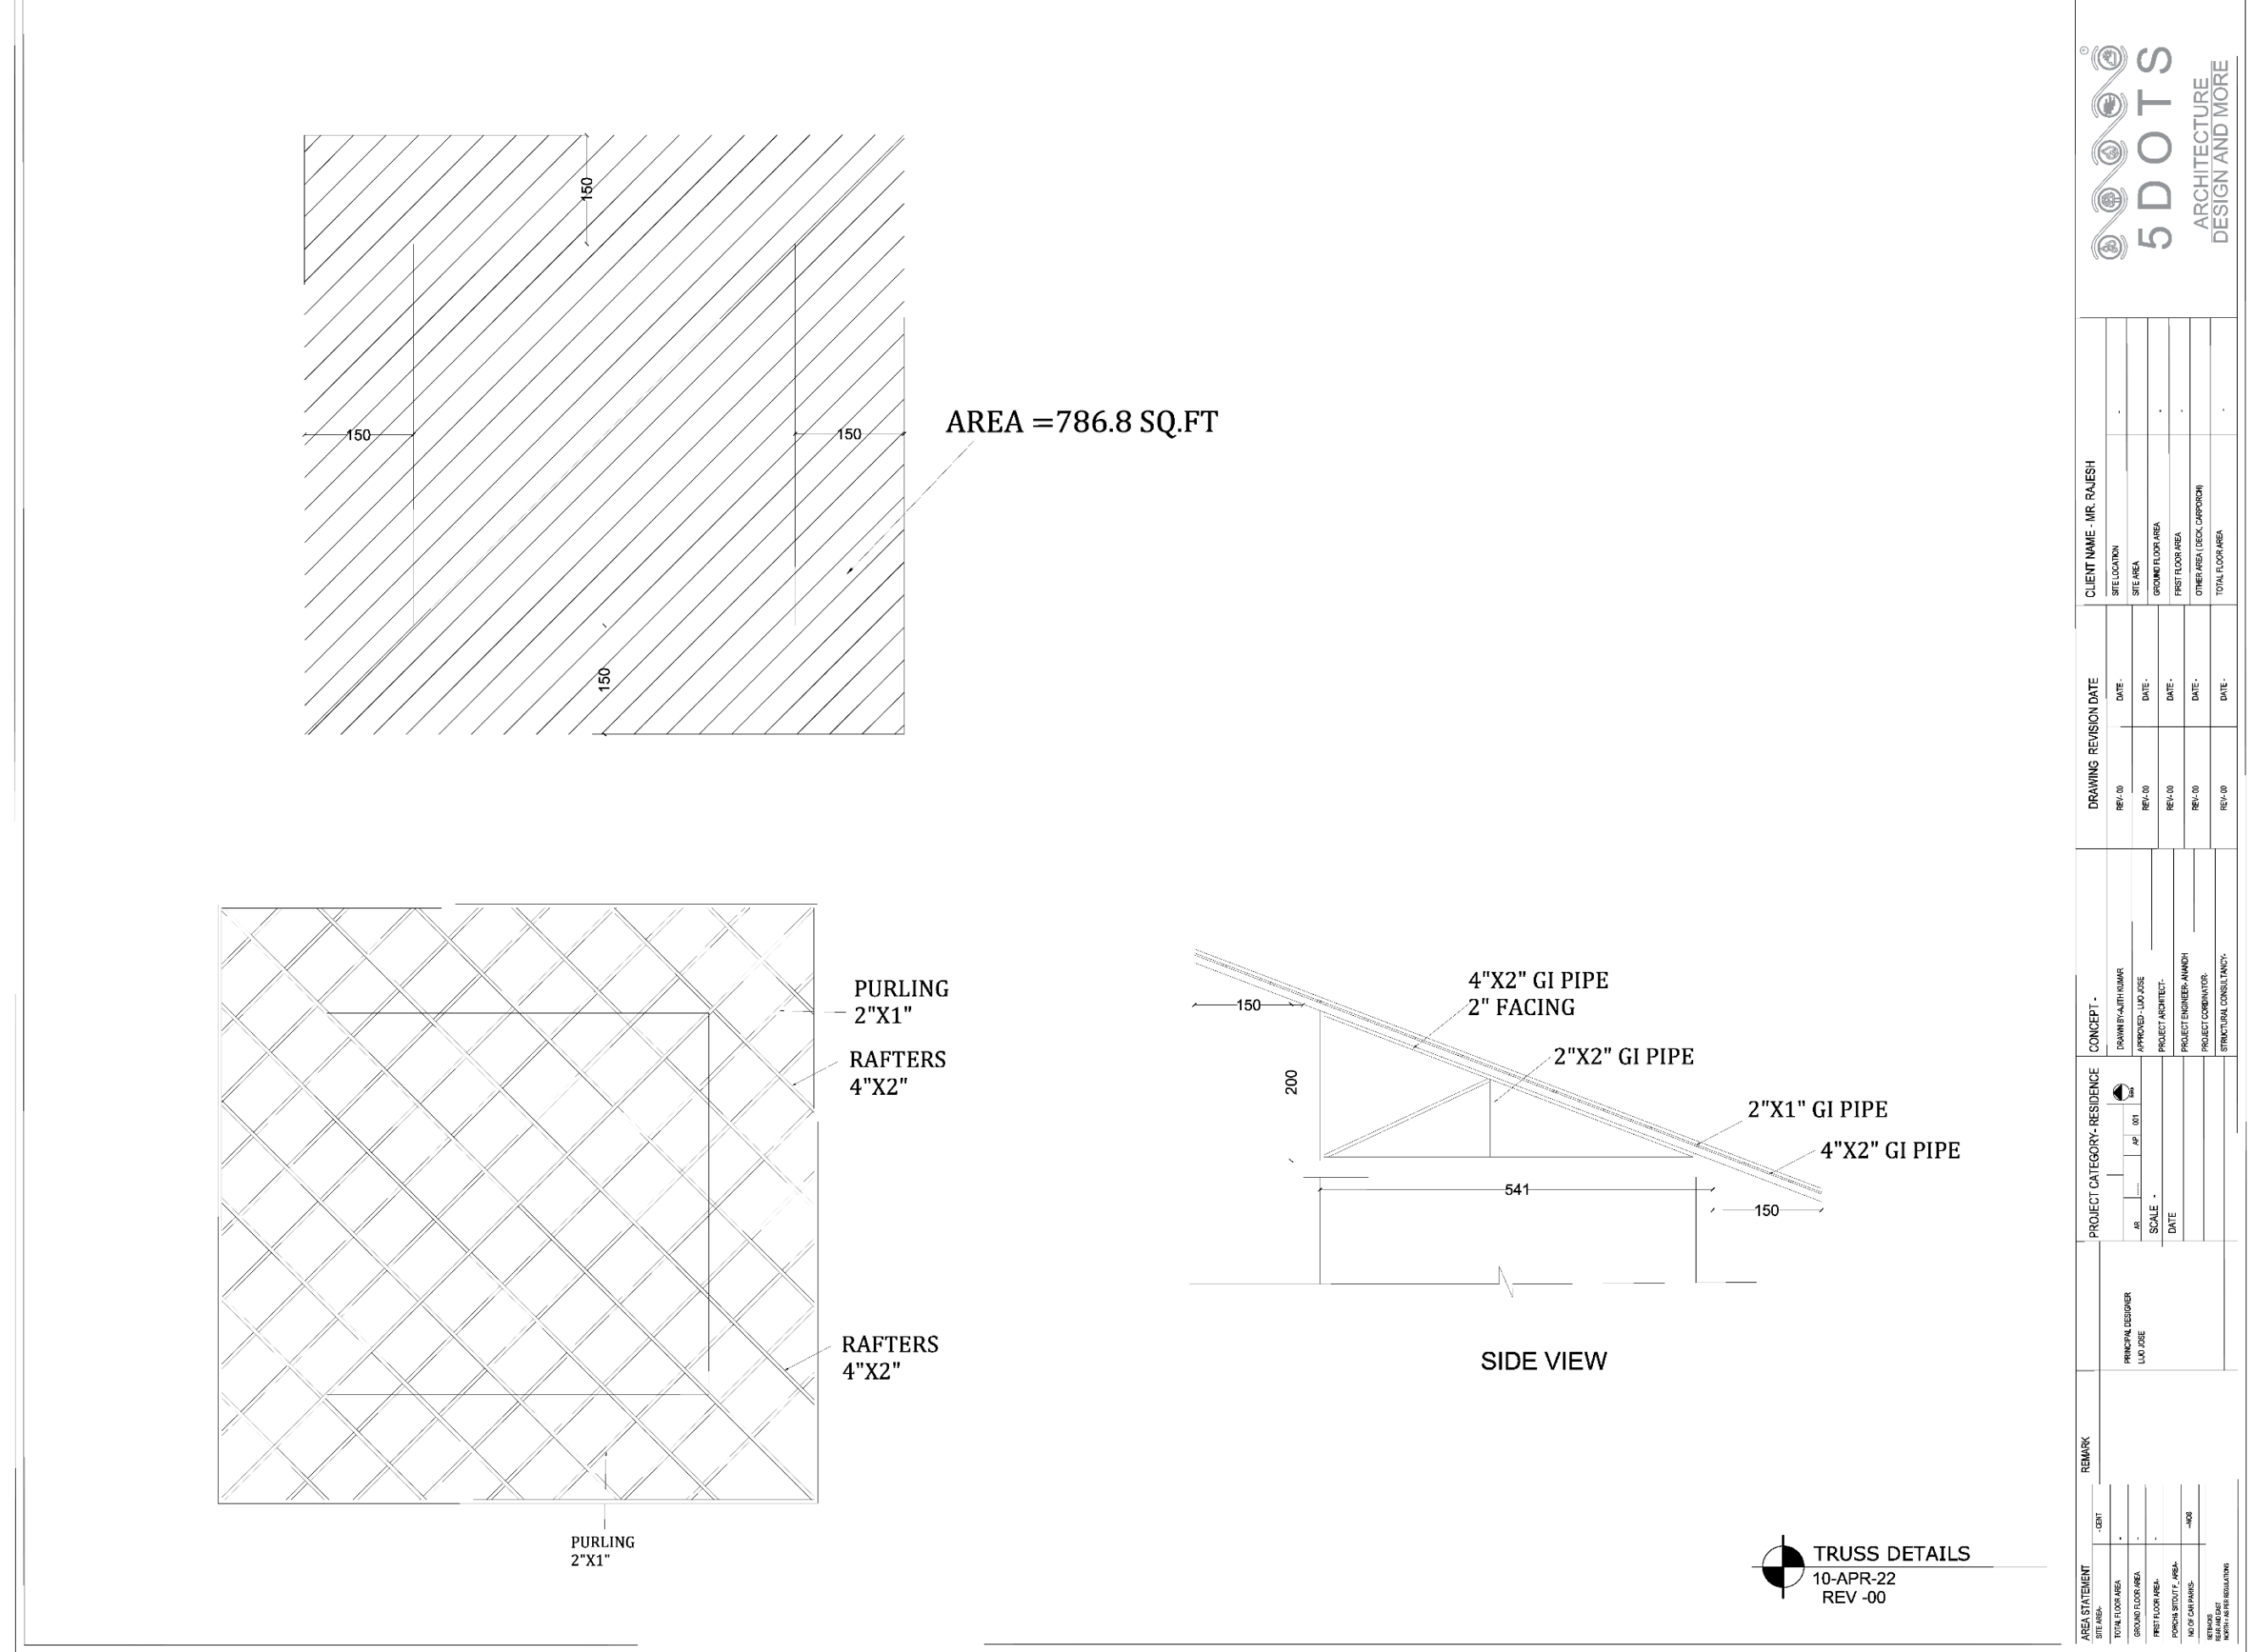 150
150
150
AREA =786.8 SQ.FT
150
PURLING
2"X1"
RAFTERS
4"X2"
RAFTERS
4"X2"
PURLING
2"X1"
4"X2" GI PIPE
2" FACING
150
2"X2" GI PIPE
200
2"X1" GI PIPE
4"X2" GI PIPE
541
150
SIDE VIEW
TRUSS DETAILS
10-APR-22
REV -00
5DOTS
ARCHITECTURE
DESIGN AND MORE
CLIENT NAME - MR. RAJESH
SITE LOCATION -
SITE AREA
GROUND FLOOR AREA -
FIRST FLOOR AREA -
OTHER AREA ( DECK, CARPORCH)
TOTAL FLOOR AREA -
DRAWING REVISION DATE
REV- 00 DATE -
REV- 00 DATE -
REV- 00 DATE -
REV- 00 DATE -
REV- 00 DATE -
CONCEPT -
DRAWN BY-AJITH KUMAR
APPROVED - LIJO JOSE
PROJECT ARCHITECT-
PROJECT ENGINEER- ANANDH
PROJECT CORDINATOR-
STRUCTURAL CONSULTANCY-
PROJECT CATEGORY- RESIDENCE
AR AP 001
SCALE -
DATE
PRINCIPAL DESIGNER
LIJO JOSE
REMARK
AREA STATEMENT
SITE AREA- - CENT
TOTAL FLOOR AREA -
GROUND FLOOR AREA -
FIRST FLOOR AREA- -
PORCH& SITOUT F_ AREA-
NO OF CAR PARKS- --NOS
SETBACKS
REAR AND EAST
NORTH = AS PER REGULATIONS